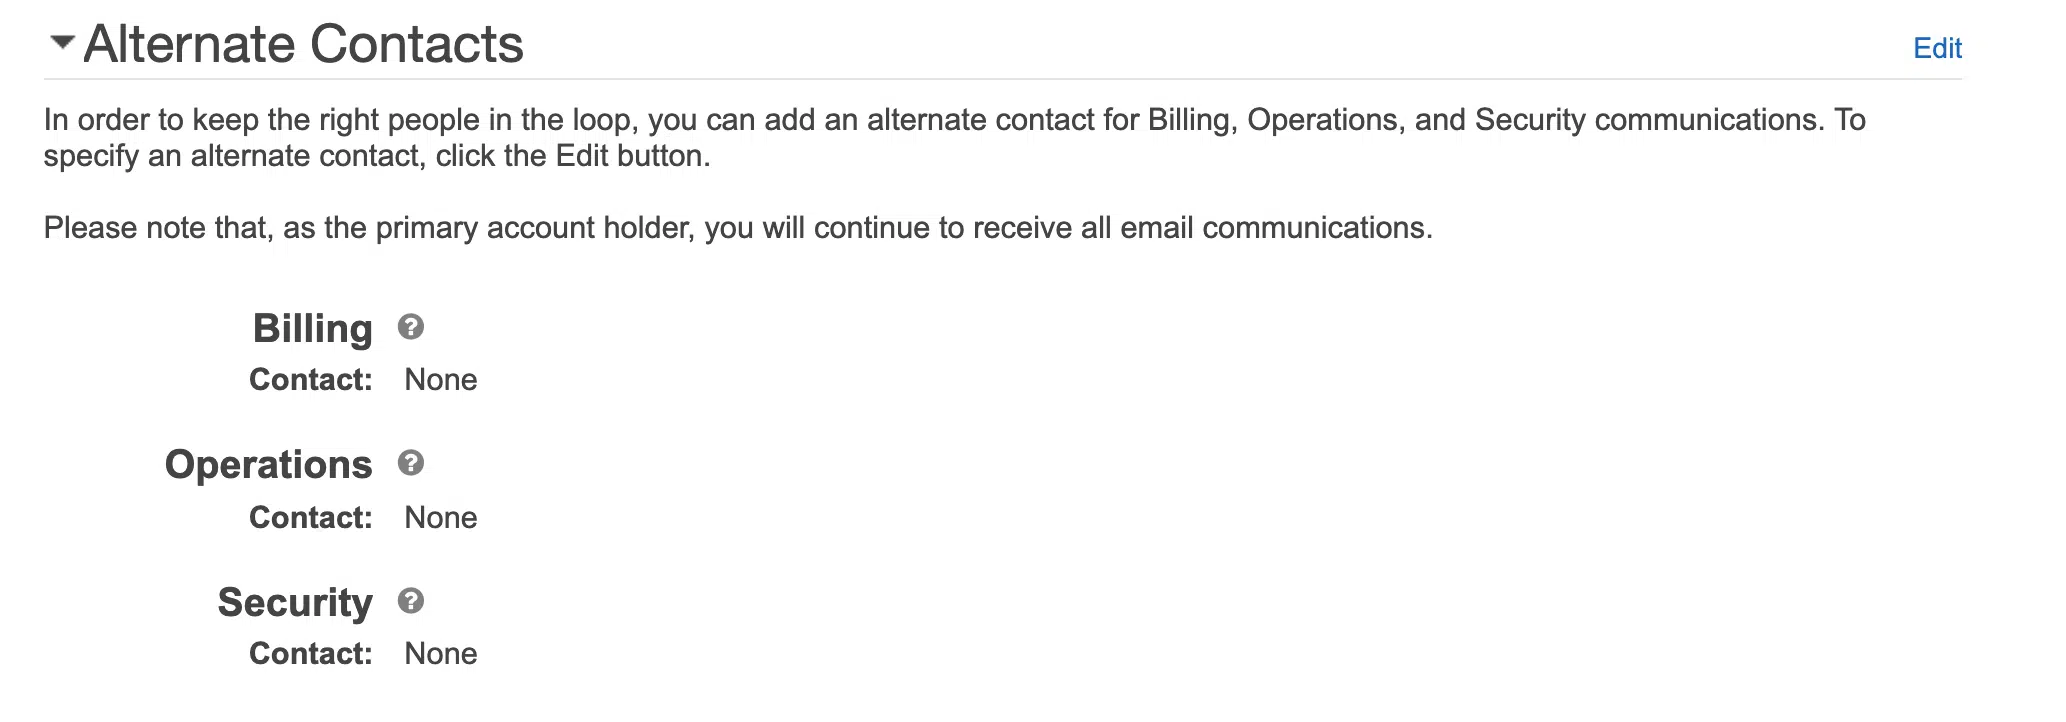 Alternate Contacts
Edit
In order to keep the right people in the loop, you can add an alternate contact for Billing, Operations, and Security communications. To
specify an alternate contact, click the Edit button.
Please note that, as the primary account holder, you will continue to receive all email communications.
Billing ?
Contact: None
Operations ?
Contact: None
Security ?
Contact: None